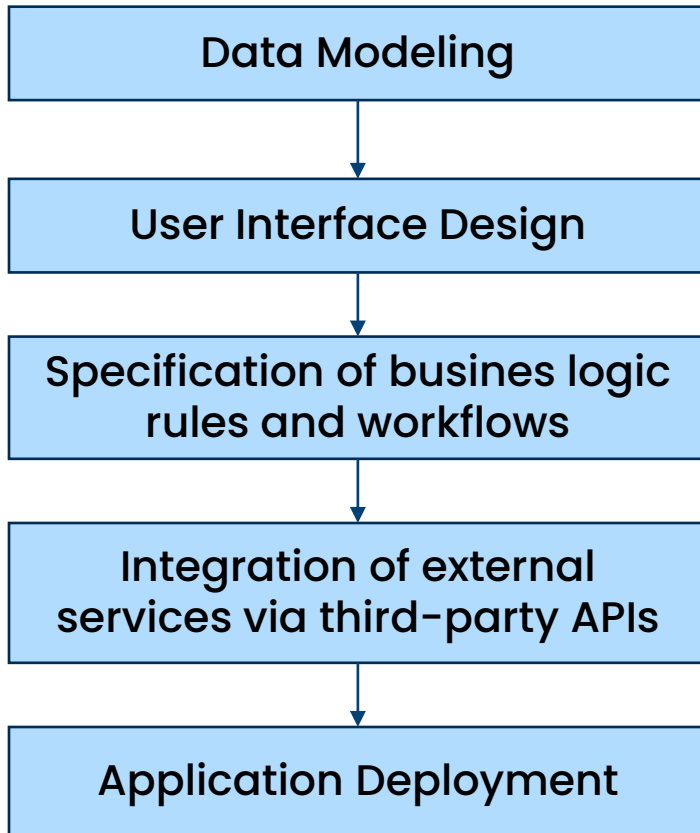 Data Modeling
User Interface Design
Specification of busines logic
rules and workflows
Integration of external
services via third-party APIs
Application Deployment